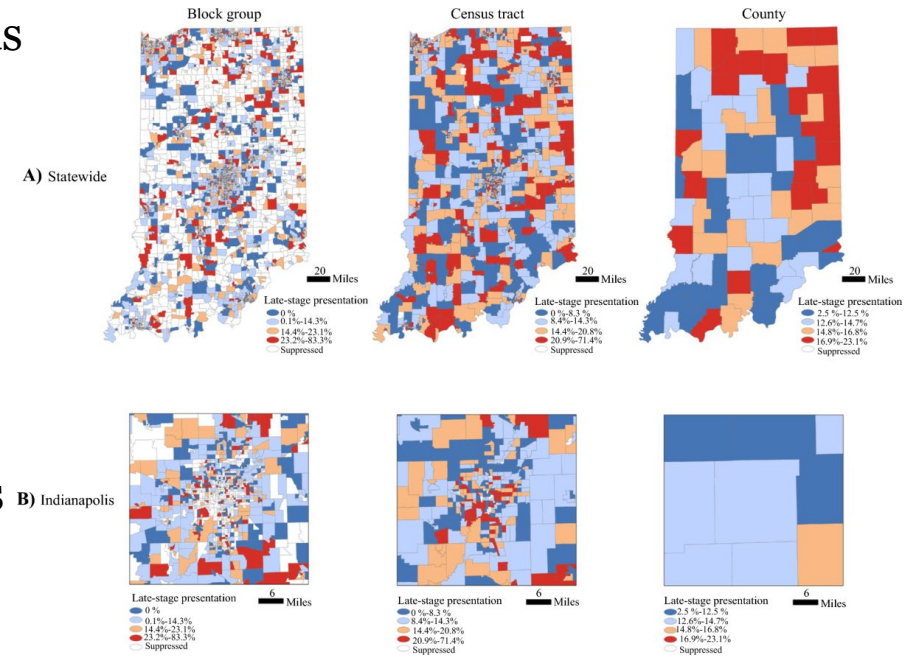 Block group
Census tract
County
as
A) Statewide
20
Miles
Late-stage presentation
0 %
0.1%-14.3%
14.4%-23.1%
23.2%-83.3%
Suppressed
20
Miles
Late-stage presentation
0 %-8.3%
8.4%-14.3%
14.4%-20.8%
20.9%-71.4%
Suppressed
20
Miles
Late-stage presentation
2.5 %-12.5 %
12.6%-14.7%
14.8%-16.8%
16.9%-23.1%
Suppressed
s
B) Indianapolis
6
Miles
Late-stage presentation
0 %
0.1%-14.3%
14.4%-23.1%
23.2%-83.3%
Suppressed
6
Miles
Late-stage presentation
0 %-8.3 %
8.4%-14.3%
14.4%-20.8%
20.9%-71.4%
Suppressed
6
Miles
Late-stage presentation
2.5 %-12.5 %
12.6%-14.7%
14.8%-16.8%
16.9%-23.1%
Suppressed